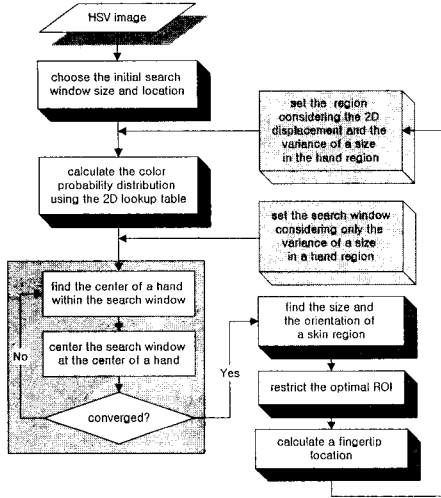 HSV image
choose the initial search
window size and location
set the region
considering the 2D
displacement and the
variance of a size
in the hand region
calculate the color
probability distribution
using the 2D lookup table
set the search window
considering only the
variance of a size
in a hand region
find the center of a hand
within the search window
find the size and
the orientation of
a skin region
No
center the search window
at the center of a hand
Yes
restrict the optimal ROI
converged?
calculate a fingertip
location